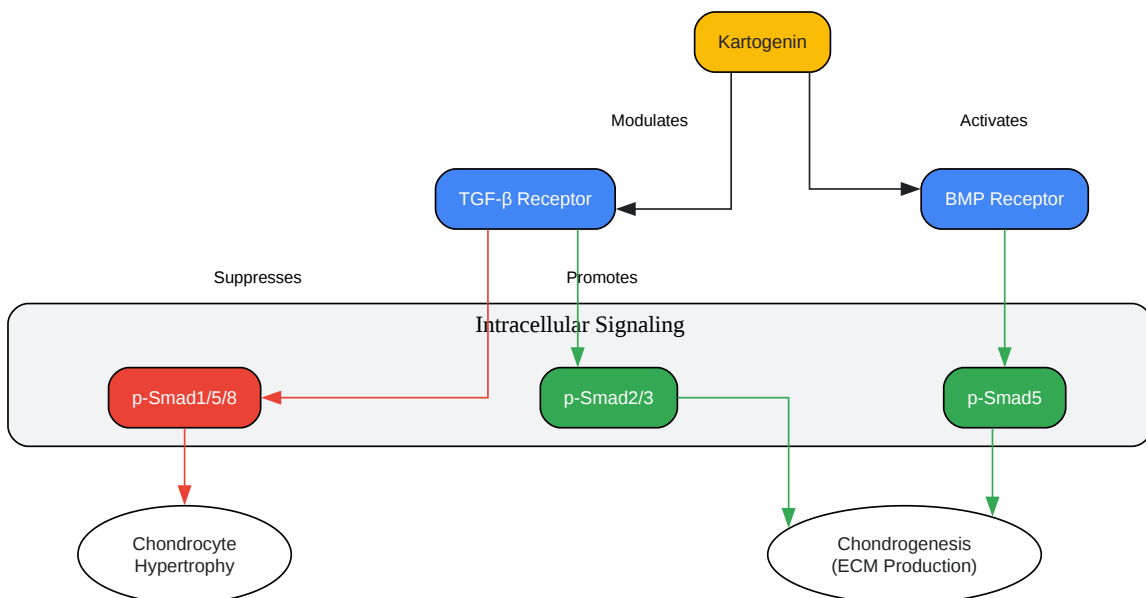 Kartogenin
Modulates
Activates
TGF-β Receptor
BMP Receptor
Suppresses
Promotes
Intracellular Signaling
p-Smad1/5/8
p-Smad2/3
p-Smad5
Chondrocyte
Hypertrophy
Chondrogenesis
(ECM Production)